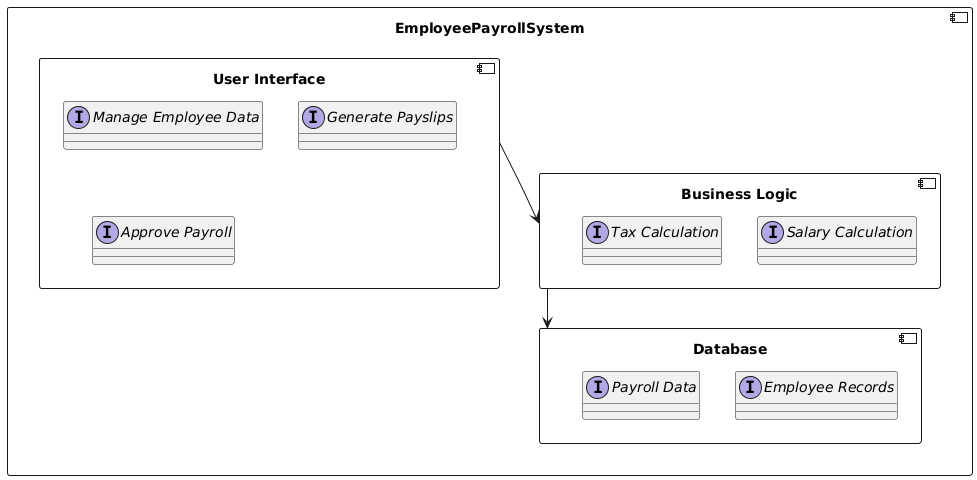 EmployeePayrollSystem
User Interface
I Manage Employee Data
I Generate Payslips
I Approve Payroll
Business Logic
I Tax Calculation
I Salary Calculation
Database
I Payroll Data
I Employee Records